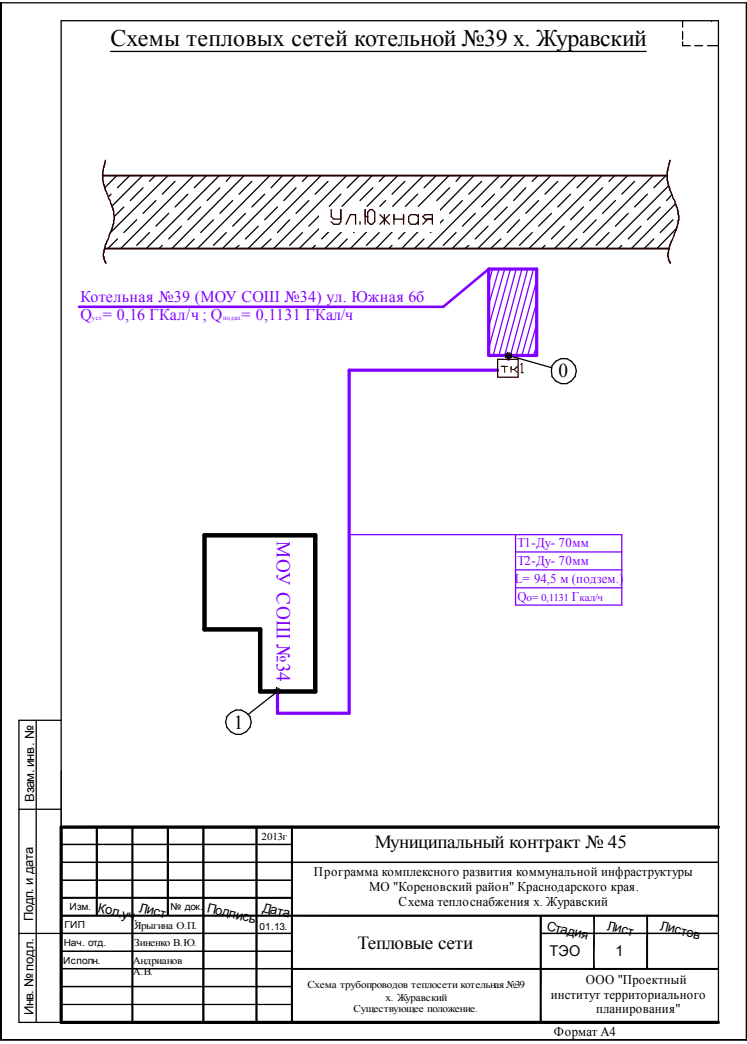 Схемы тепловых сетей котельной №39 х. Журавский
Ул.Южная
Котельная №39 (МОУ СОШ №34) ул. Южная 6б
Qуст= 0,16 ГКал/ч ; Qподкл= 0,1131 ГКал/ч
тк1
0
Т1-Ду- 70мм
Т2-Ду- 70мм
L= 94,5 м (подзем.)
Qо= 0,1131 Гкал/ч
МОУ СОШ №34
1
Взам. инв. №
Подп. и дата
Инв. № подл.
2013г
Муниципальный контракт № 45
Программа комплексного развития коммунальной инфраструктуры
МО "Кореновский район" Краснодарского края.
Схема теплоснабжения х. Журавский
Изм. Кол.уч Лист № док. Подпись Дата
ГИП Ярыгина О.П. 01.13.
Нач. отд. Зиненко В.Ю.
Исполн. Андрианов
А.В.
Тепловые сети
Стадия Лист Листов
ТЭО 1
Схема трубопроводов теплосети котельная №39
х. Журавский
Существующее положение.
ООО "Проектный
институт территориального
планирования"
Формат А4